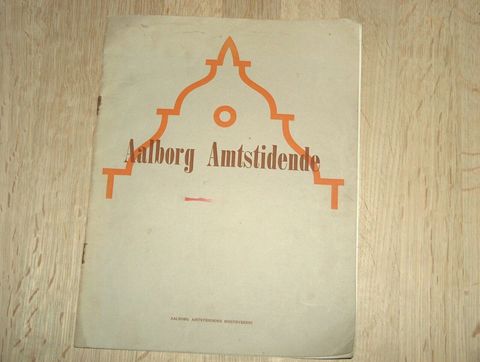 Aalborg Amtstidende
AALBORG AMTSTIDENDES BOGTRYKKERI